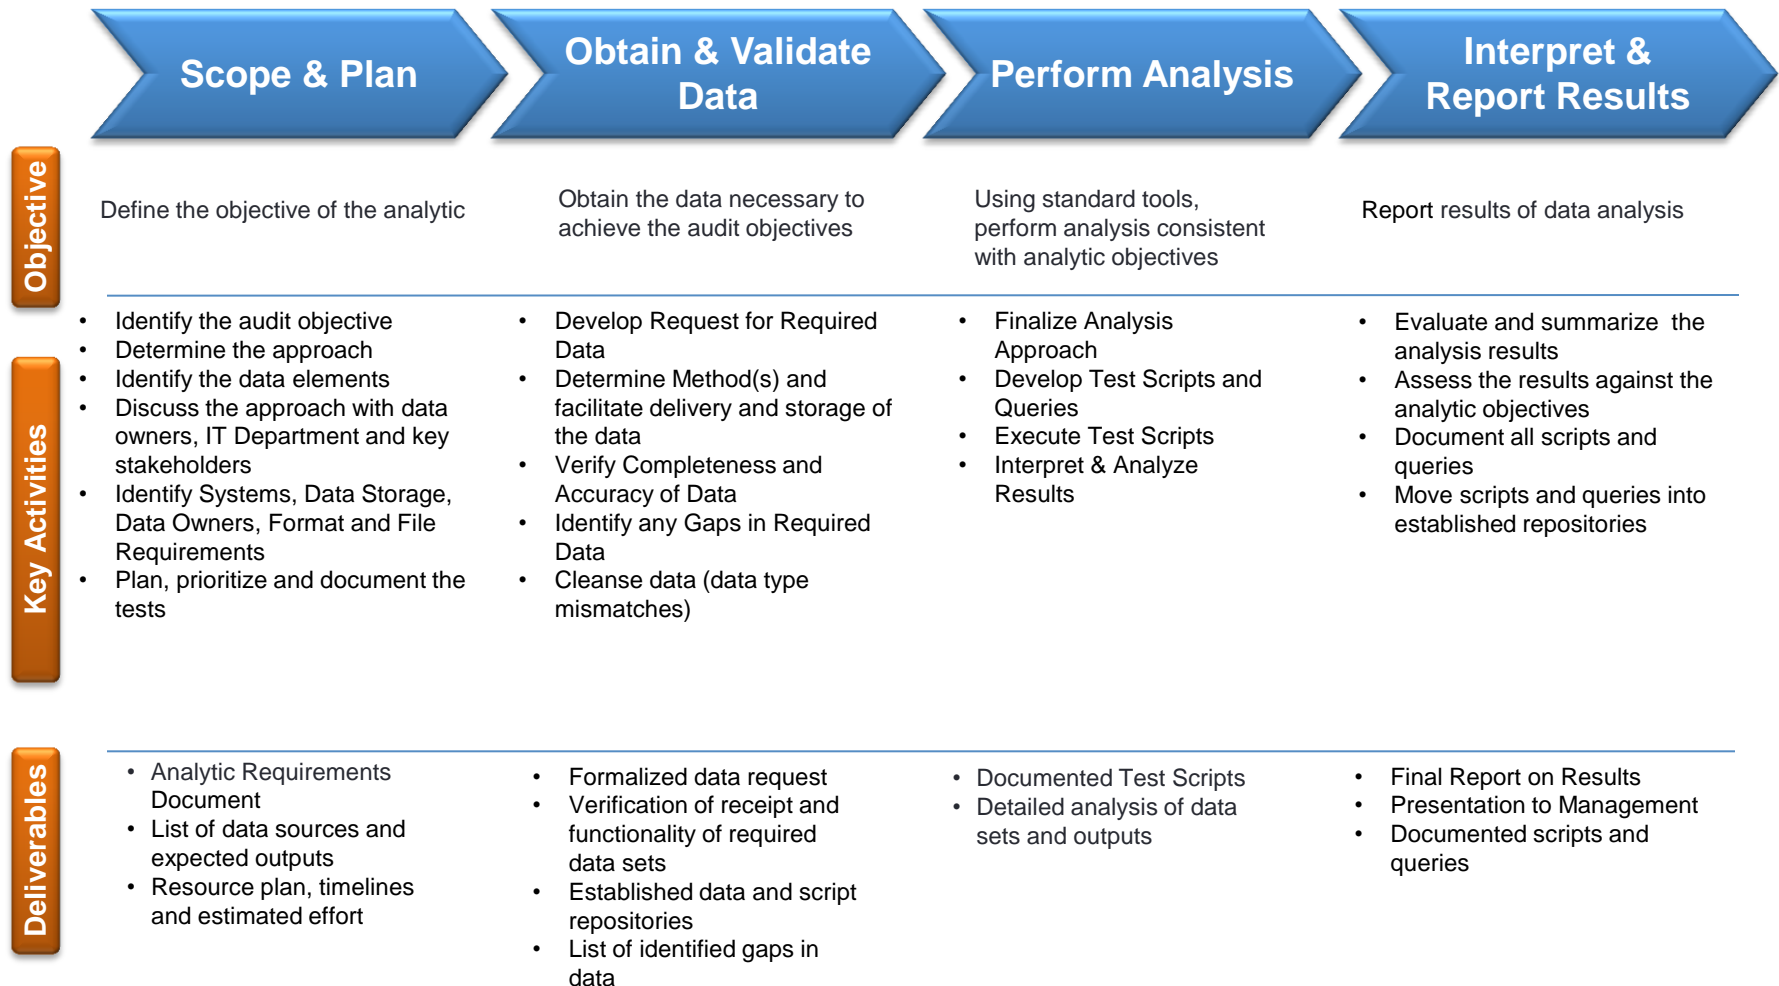 Scope & Plan
Obtain & Validate
Data
Perform Analysis
Interpret &
Report Results
Objective
Define the objective of the analytic
Obtain the data necessary to
achieve the audit objectives
Using standard tools,
perform analysis consistent
with analytic objectives
Report results of data analysis
Key Activities
• Identify the audit objective
• Determine the approach
• Identify the data elements
• Discuss the approach with data
owners, IT Department and key
stakeholders
• Identify Systems, Data Storage,
Data Owners, Format and File
Requirements
• Plan, prioritize and document the
tests
• Develop Request for Required
Data
• Determine Method(s) and
facilitate delivery and storage of
the data
• Verify Completeness and
Accuracy of Data
• Identify any Gaps in Required
Data
• Cleanse data (data type
mismatches)
• Finalize Analysis
Approach
• Develop Test Scripts and
Queries
• Execute Test Scripts
• Interpret & Analyze
Results
• Evaluate and summarize the
analysis results
• Assess the results against the
analytic objectives
• Document all scripts and
queries
• Move scripts and queries into
established repositories
Deliverables
• Analytic Requirements
Document
• List of data sources and
expected outputs
• Resource plan, timelines
and estimated effort
• Formalized data request
• Verification of receipt and
functionality of required
data sets
• Established data and script
repositories
• List of identified gaps in
data
• Documented Test Scripts
• Detailed analysis of data
sets and outputs
• Final Report on Results
• Presentation to Management
• Documented scripts and
queries